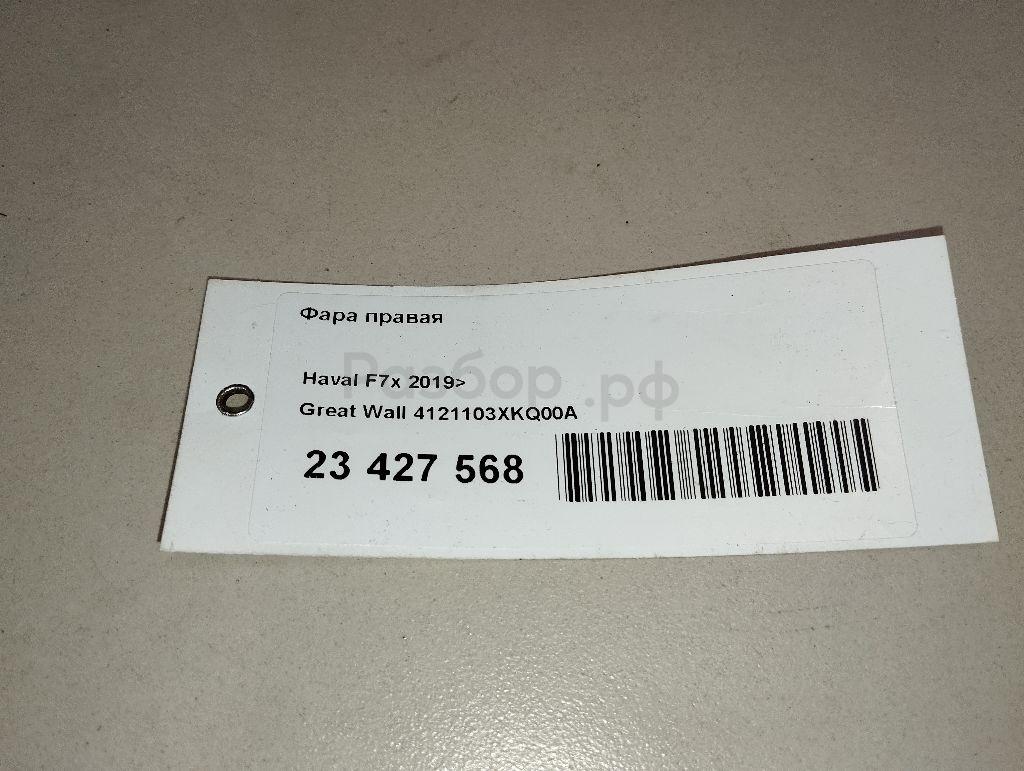 Фара правая
Разбор.рф
Haval F7x 2019>
Great Wall 4121103XKQ00A
23 427 568